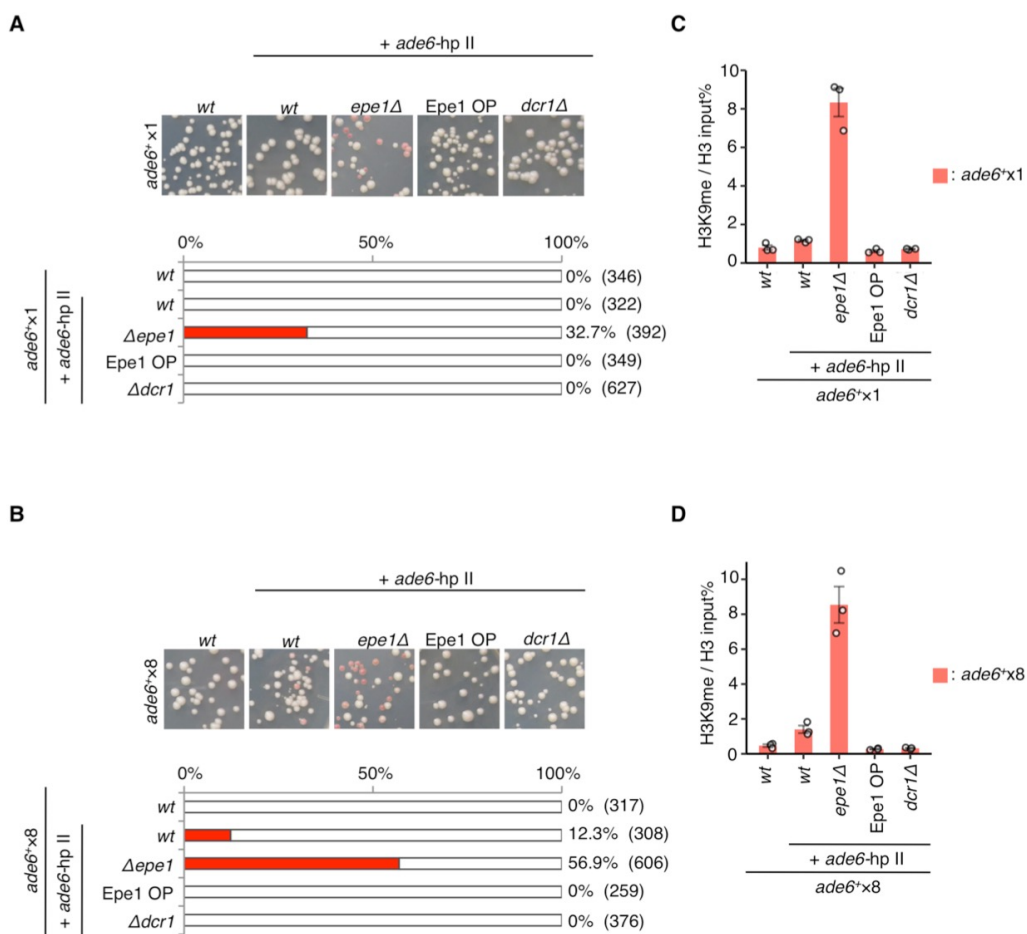 A
+ ade6-hp II
wt wt epe1Δ Epe1 OP dcr1Δ
ade6+×1
0% 50% 100%
wt 0% (346)
wt 0% (322)
Δepe1 32.7% (392)
Epe1 OP 0% (349)
Δdcr1 0% (627)
ade6+×1
+ ade6-hp II
C
10
8
6
4
2
0
H3K9me / H3 input%
: ade6+x1
wt wt epe1Δ Epe1 OP dcr1Δ
+ ade6-hp II
ade6+×1
B
+ ade6-hp II
wt wt epe1Δ Epe1 OP dcr1Δ
ade6+×8
0% 50% 100%
wt 0% (317)
wt 12.3% (308)
Δepe1 56.9% (606)
Epe1 OP 0% (259)
Δdcr1 0% (376)
ade6+×8
+ ade6-hp II
D
10
8
6
4
2
0
H3K9me / H3 input%
: ade6+x8
wt wt epe1Δ Epe1 OP dcr1Δ
+ ade6-hp II
ade6+×8